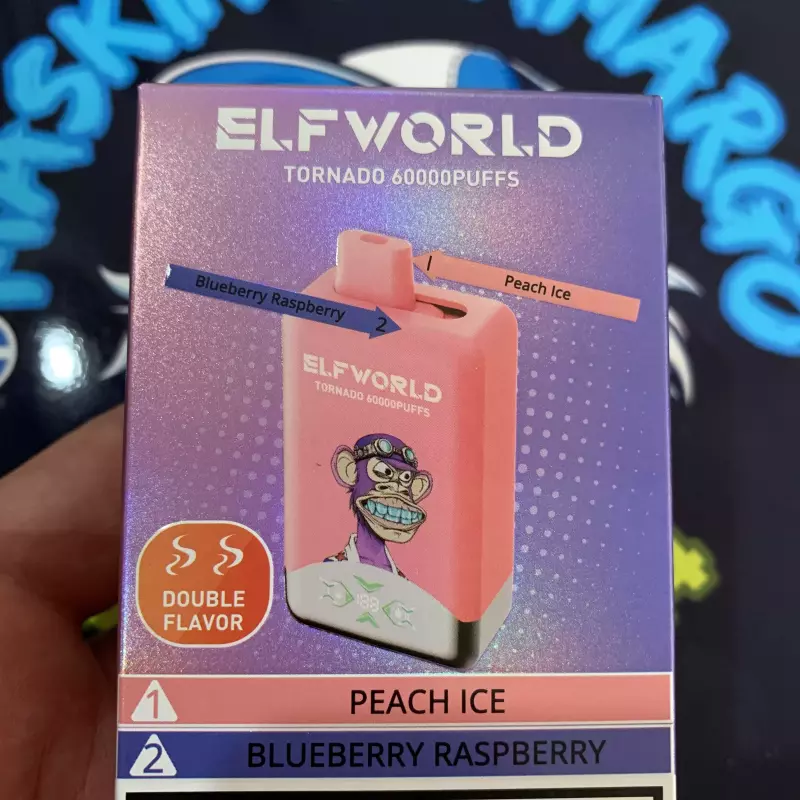 ELFWORLD
TORNADO 60000PUFFS
1 Peach Ice
Blueberry Raspberry 2
ELFWORLD
TORNADO 60000PUFFS
188
DOUBLE
FLAVOR
1 PEACH ICE
2 BLUEBERRY RASPBERRY